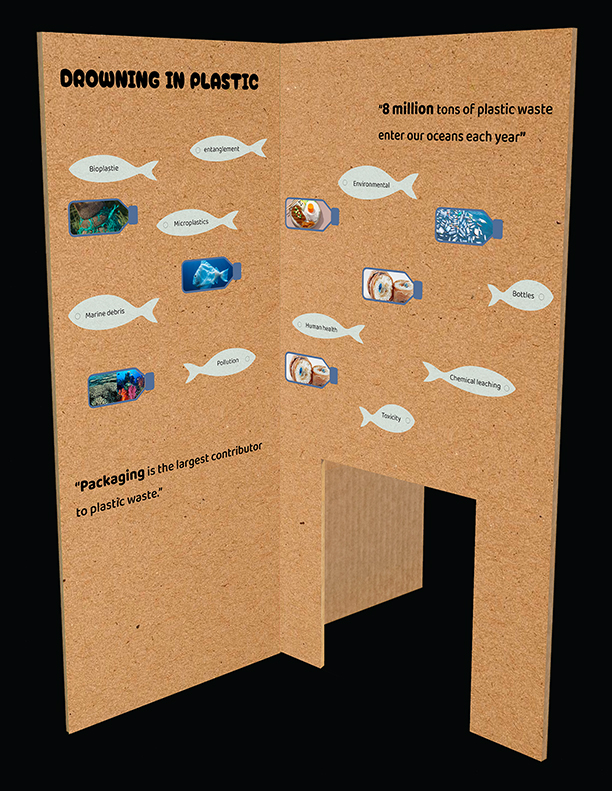 DROWNING IN PLASTIC
"8 million tons of plastic waste
enter our oceans each year"
entanglement
Bioplastie
Microplastics
Environmental
Marine debris
Pollution
Human health
Bottles
Chemical leaching
Toxicity
"Packaging is the largest contributor
to plastic waste."